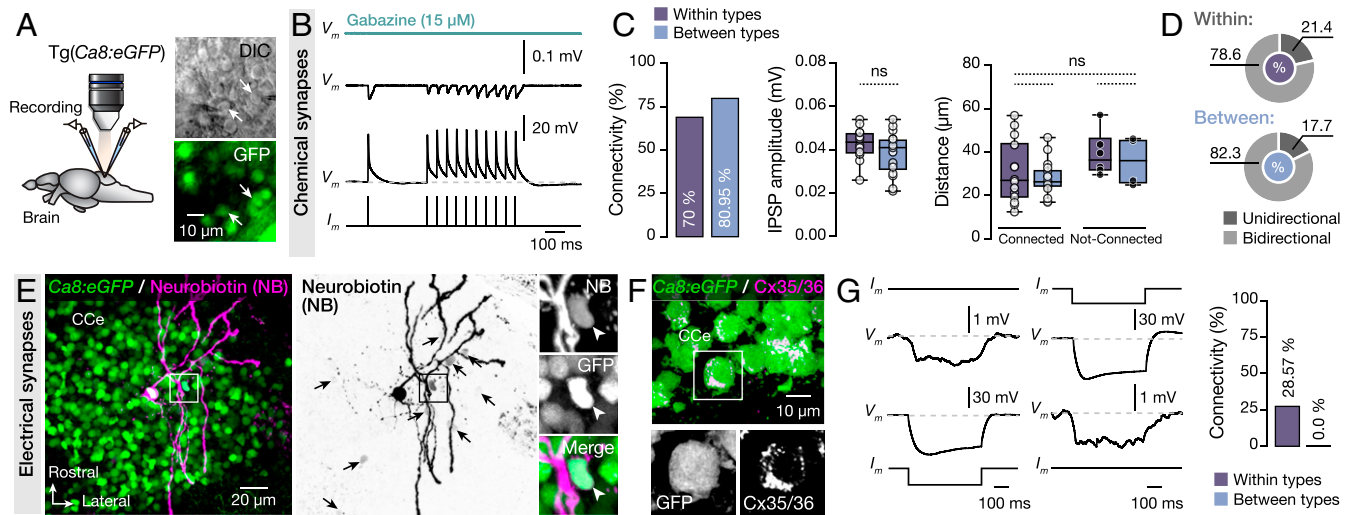 A
Tg(Ca8:eGFP)
Recording
Brain
DIC
GFP
10 µm
B
Chemical synapses
Gabazine (15 µM)
Vm
0.1 mV
Vm
20 mV
Vm
Im
100 ms
C
Within types
Between types
Connectivity (%)
100
75
50
25
0
70 %
80.95 %
IPSP amplitude (mV)
0.08
0.06
0.04
0.02
0.00
ns
Distance (µm)
80
60
40
20
0
ns
Connected
Not-Connected
D
Within:
21.4
78.6
%
Between:
17.7
82.3
%
Unidirectional
Bidirectional
E
Electrical synapses
Ca8:eGFP / Neurobiotin (NB)
CCe
Rostral
Lateral
20 µm
Neurobiotin
(NB)
NB
GFP
Merge
F
Ca8:eGFP / Cx35/36
CCe
10 µm
GFP
Cx35/36
G
Im
Vm
1 mV
30 mV
Vm
Im
100 ms
Im
Vm
30 mV
1 mV
Vm
Im
100 ms
Connectivity (%)
100
75
50
25
0
28.57 %
0.0 %
Within types
Between types